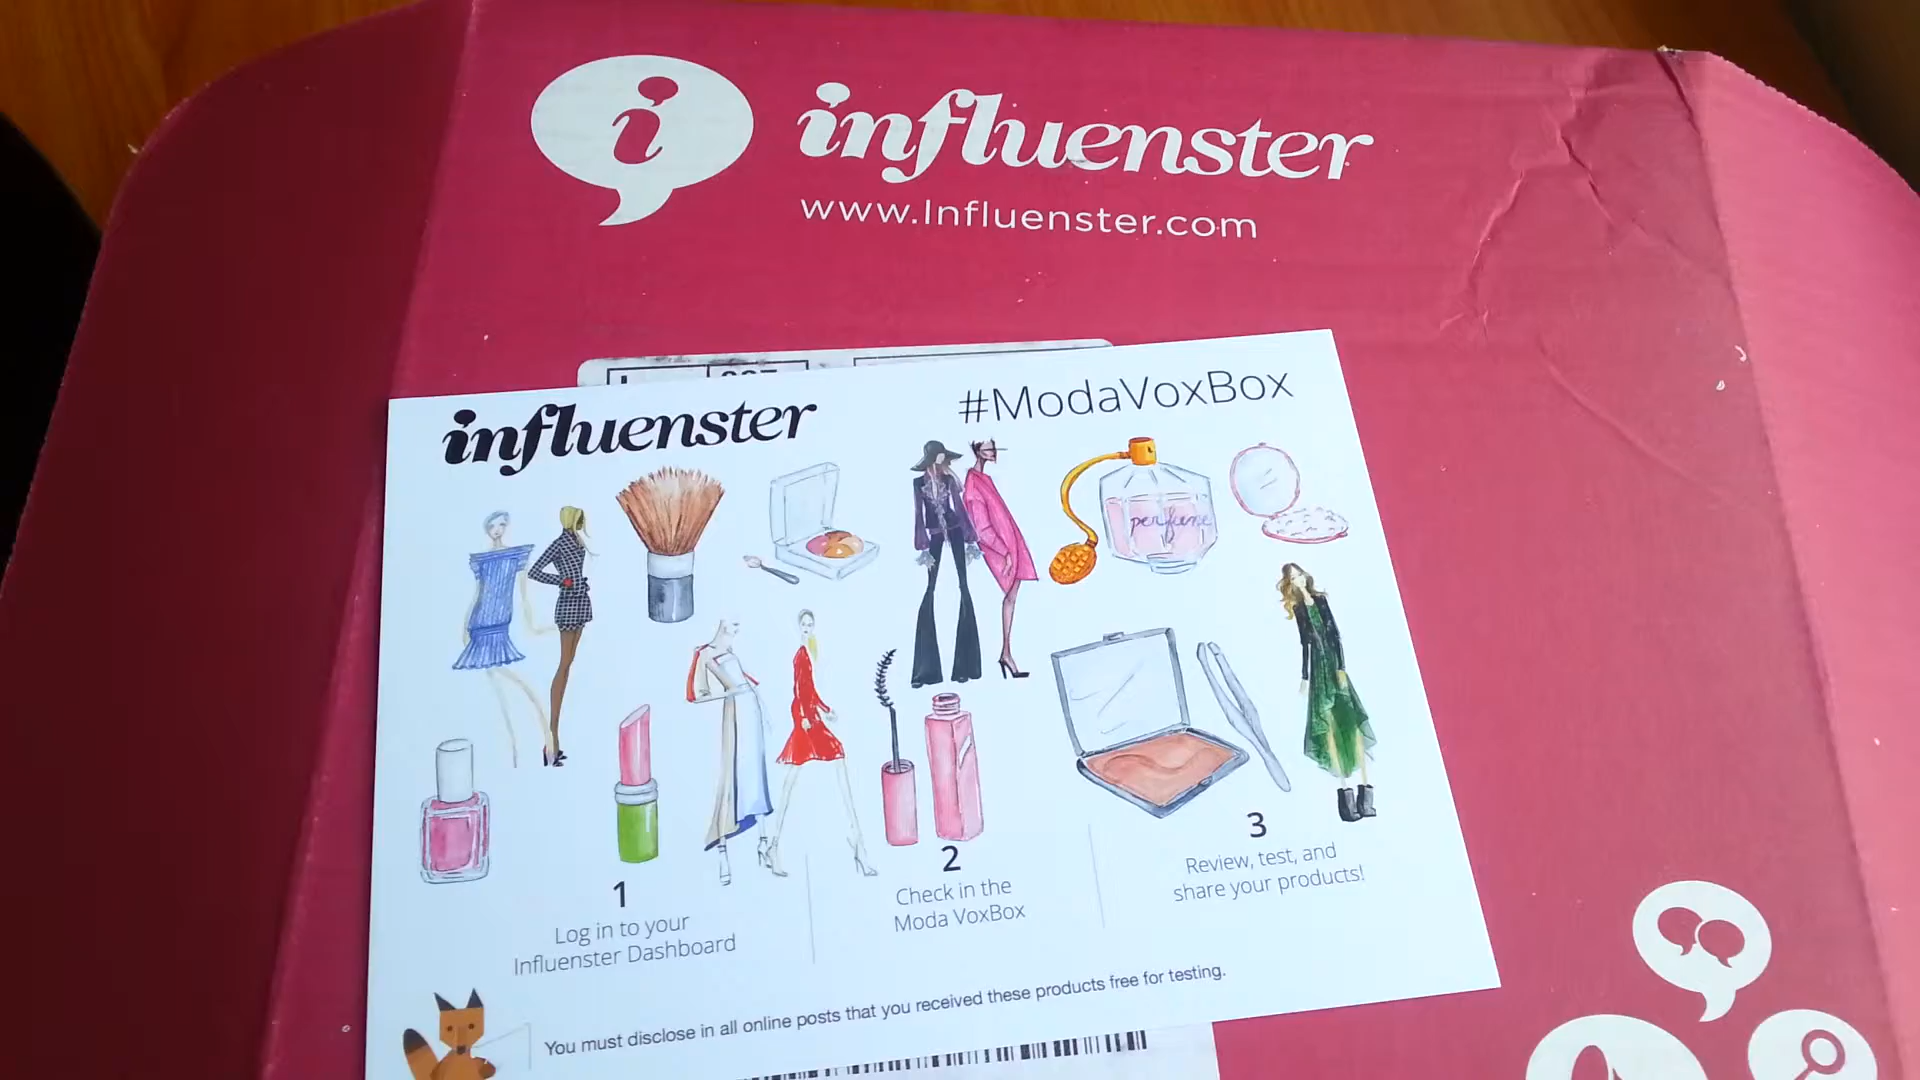 i
influenster
www.Influenster.com
influenster
#ModaVoxBox
perfume
1
Log in to your
Influenster Dashboard
2
Check in the
Moda VoxBox
3
Review, test, and
share your products!
You must disclose in all online posts that you received these products free for testing.